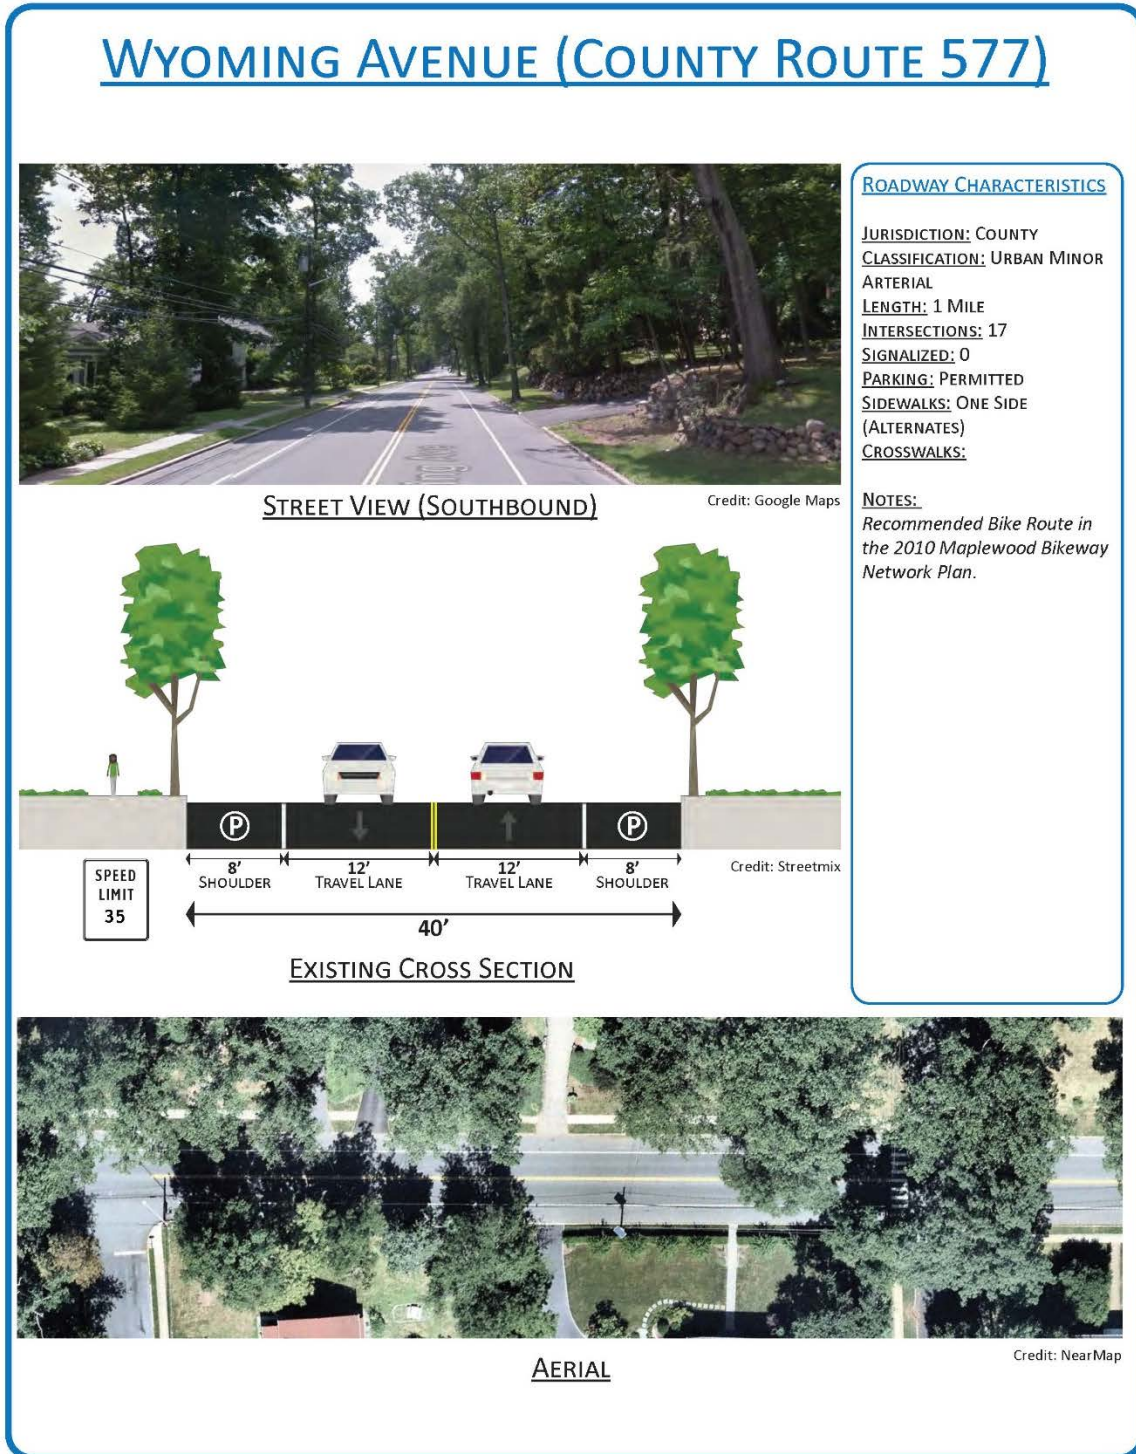 WYOMING AVENUE (COUNTY ROUTE 577)
STREET VIEW (SOUTHBOUND)
Credit: Google Maps
ROADWAY CHARACTERISTICS
JURISDICTION: COUNTY
CLASSIFICATION: URBAN MINOR
ARTERIAL
LENGTH: 1 MILE
INTERSECTIONS: 17
SIGNALIZED: 0
PARKING: PERMITTED
SIDEWALKS: ONE SIDE
(ALTERNATES)
CROSSWALKS:
NOTES:
Recommended Bike Route in
the 2010 Maplewood Bikeway
Network Plan.
P
P
8'
SHOULDER
12'
TRAVEL LANE
12'
TRAVEL LANE
8'
SHOULDER
Credit: Streetmix
SPEED
LIMIT
35
40'
EXISTING CROSS SECTION
Credit: NearMap
AERIAL